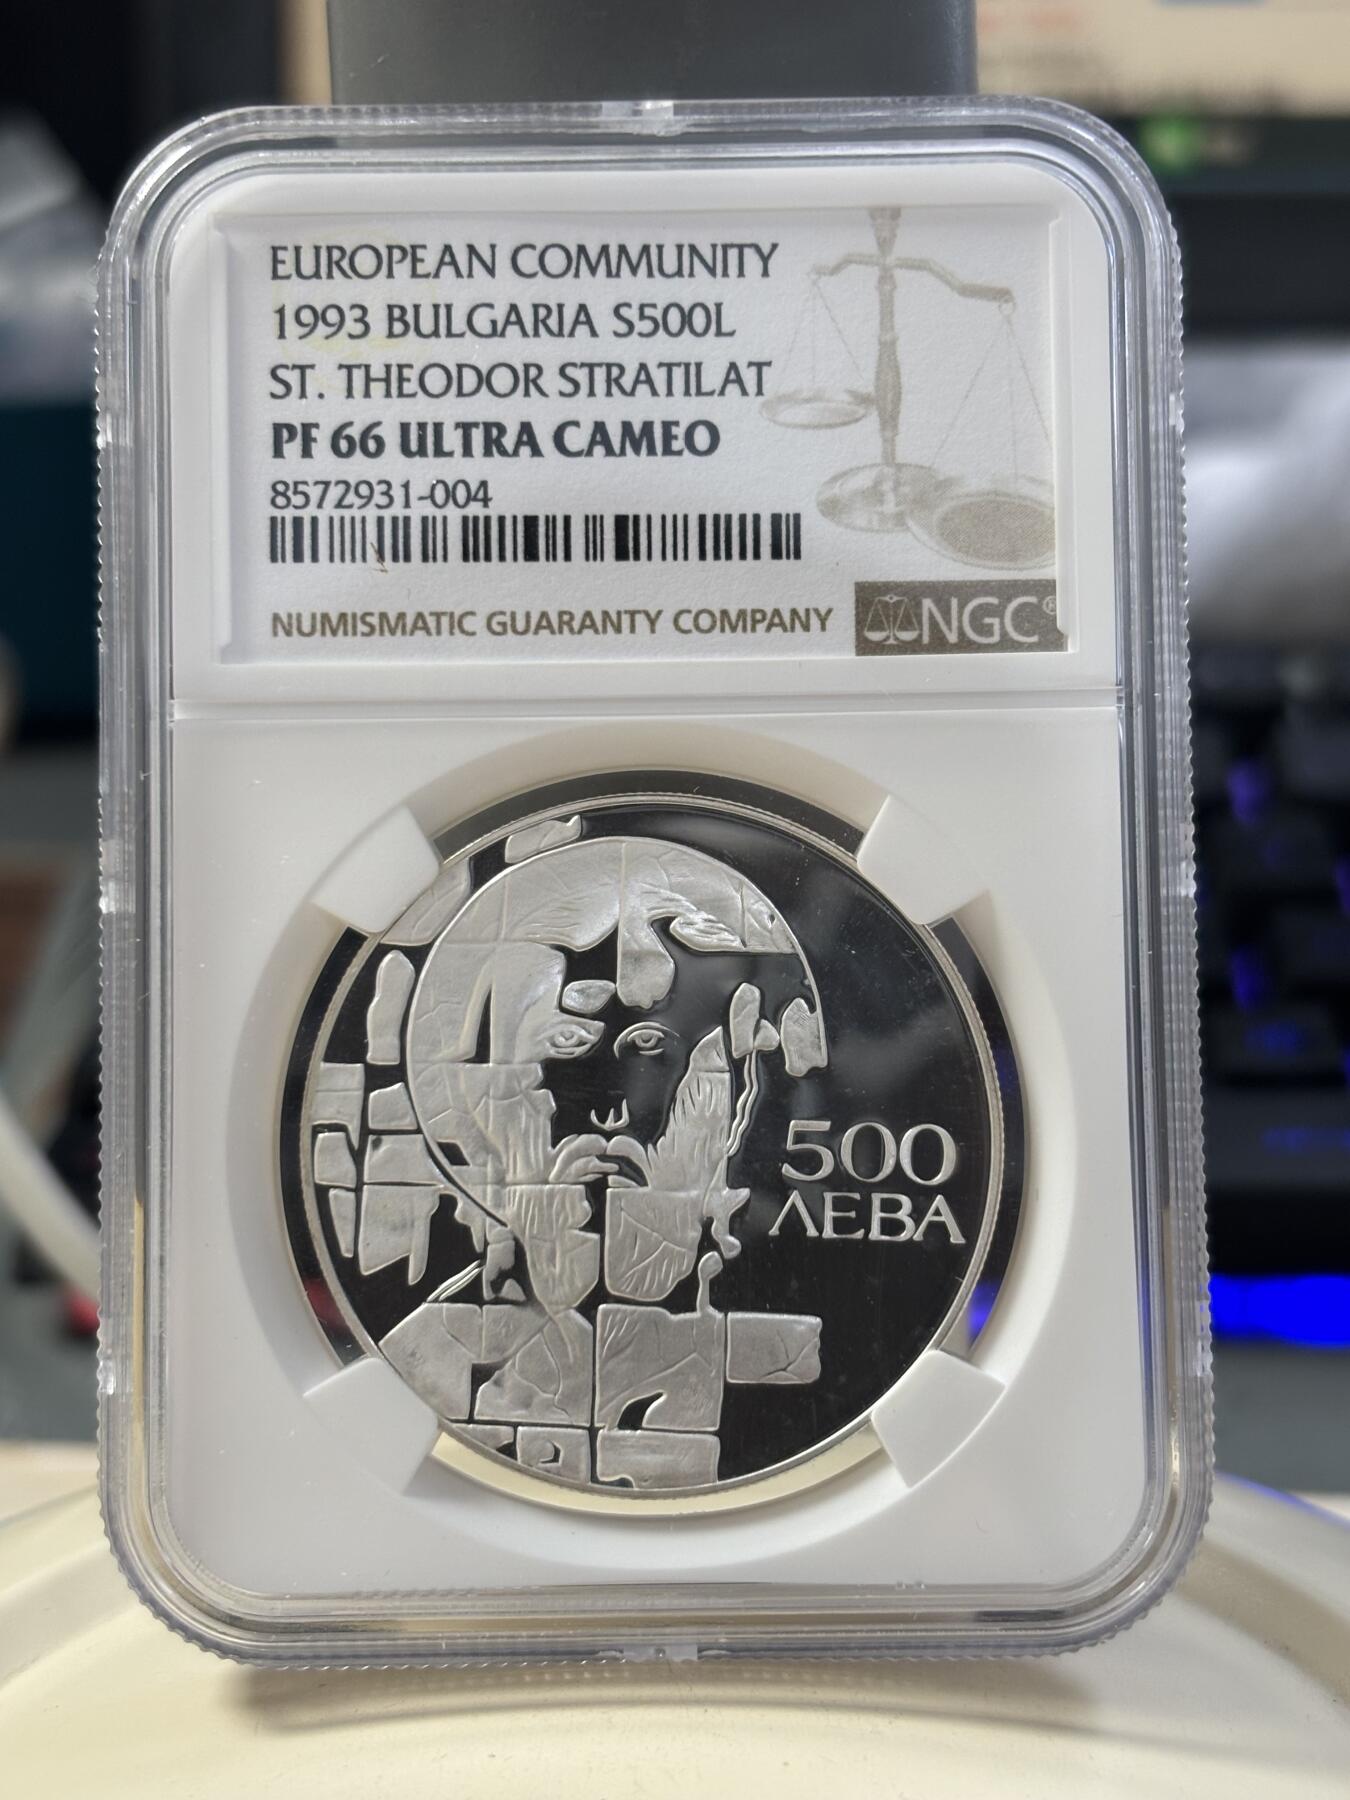 EUROPEAN COMMUNITY
1993 BULGARIA S500L
ST. THEODOR STRATILAT
PF 66 ULTRA CAMEO
8572931-004
NUMISMATIC GUARANTY COMPANY NGC®
500
ΛΕΒΑ